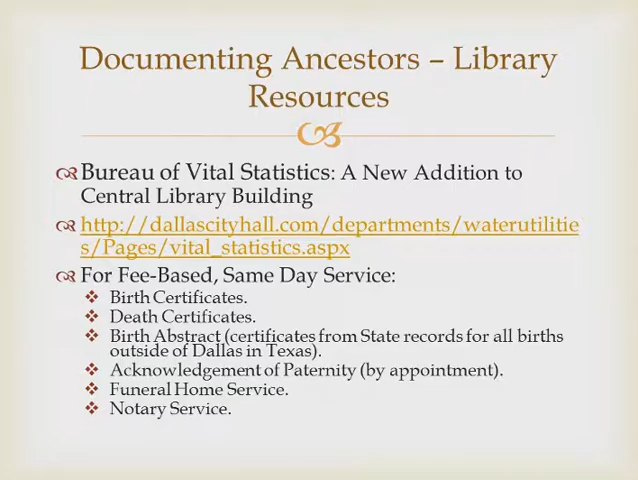 Documenting Ancestors – Library
Resources
Bureau of Vital Statistics: A New Addition to
Central Library Building
http://dallascityhall.com/departments/waterutilitie
s/Pages/vital_statistics.aspx
For Fee-Based, Same Day Service:
Birth Certificates.
Death Certificates.
Birth Abstract (certificates from State records for all births
outside of Dallas in Texas).
Acknowledgement of Paternity (by appointment).
Funeral Home Service.
Notary Service.